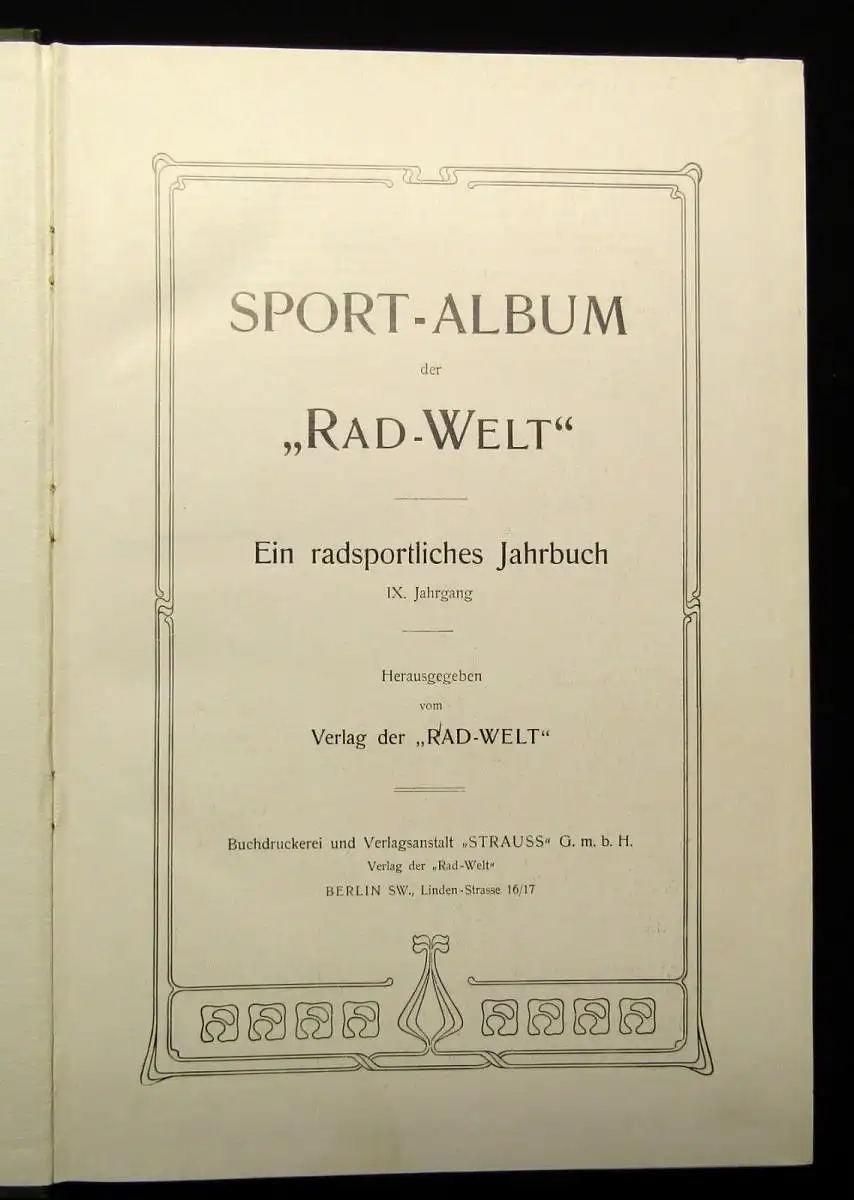 SPORT-ALBUM
der
„RAD-WELT“
Ein radsportliches Jahrbuch
IX. Jahrgang
Herausgegeben
vom
Verlag der „RAD-WELT“
Buchdruckerei und Verlagsanstalt „STRAUSS“ G. m. b. H.
Verlag der „Rad-Welt“
BERLIN SW., Linden-Strasse 16/17